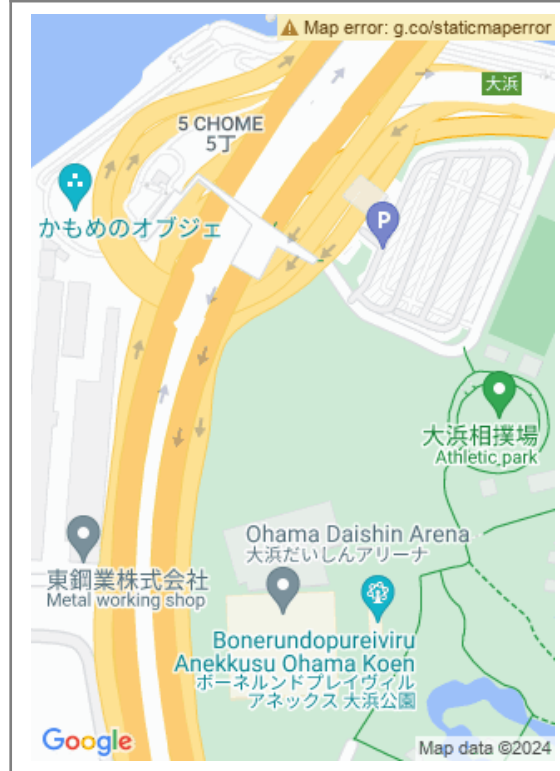 Map error: g.co/staticmaperror
大浜
5 CHOME
5丁
P
かもめのオブジェ
大浜相撲場
Athletic park
Ohama Daishin Arena
大浜だいしんアリーナ
東鋼業株式会社
Metal working shop
Bonerundopureiviru
Anekkusu Ohama Koen
ボーネルンドプレイヴィル
アネックス 大浜公園
Google
Map data ©2024